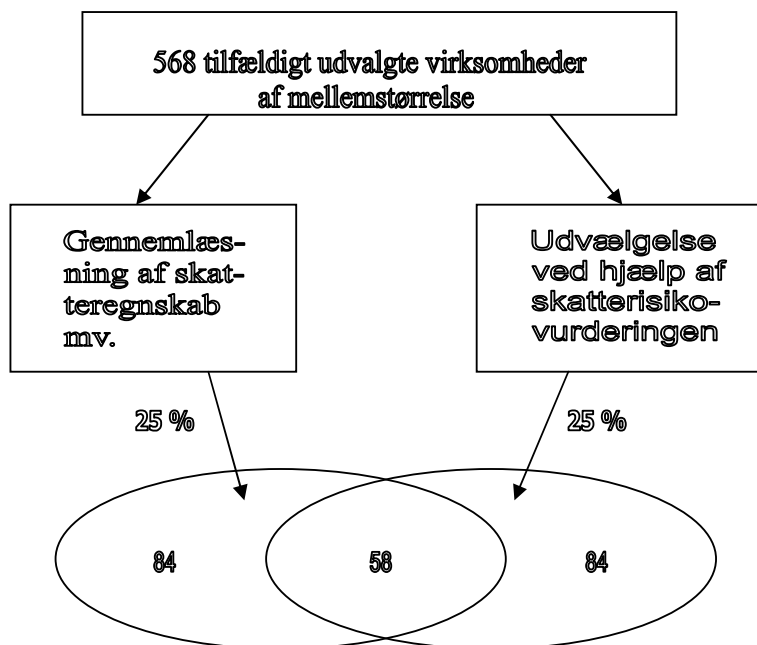 568 tilfældigt udvalgte virksomheder
af mellemstørrelse
Gennemlæs-
ning af skat-
teregnskab
mv.
Udvælgelse
ved hjælp af
skatterisiko-
vurderingen
25 %
25 %
84
58
84